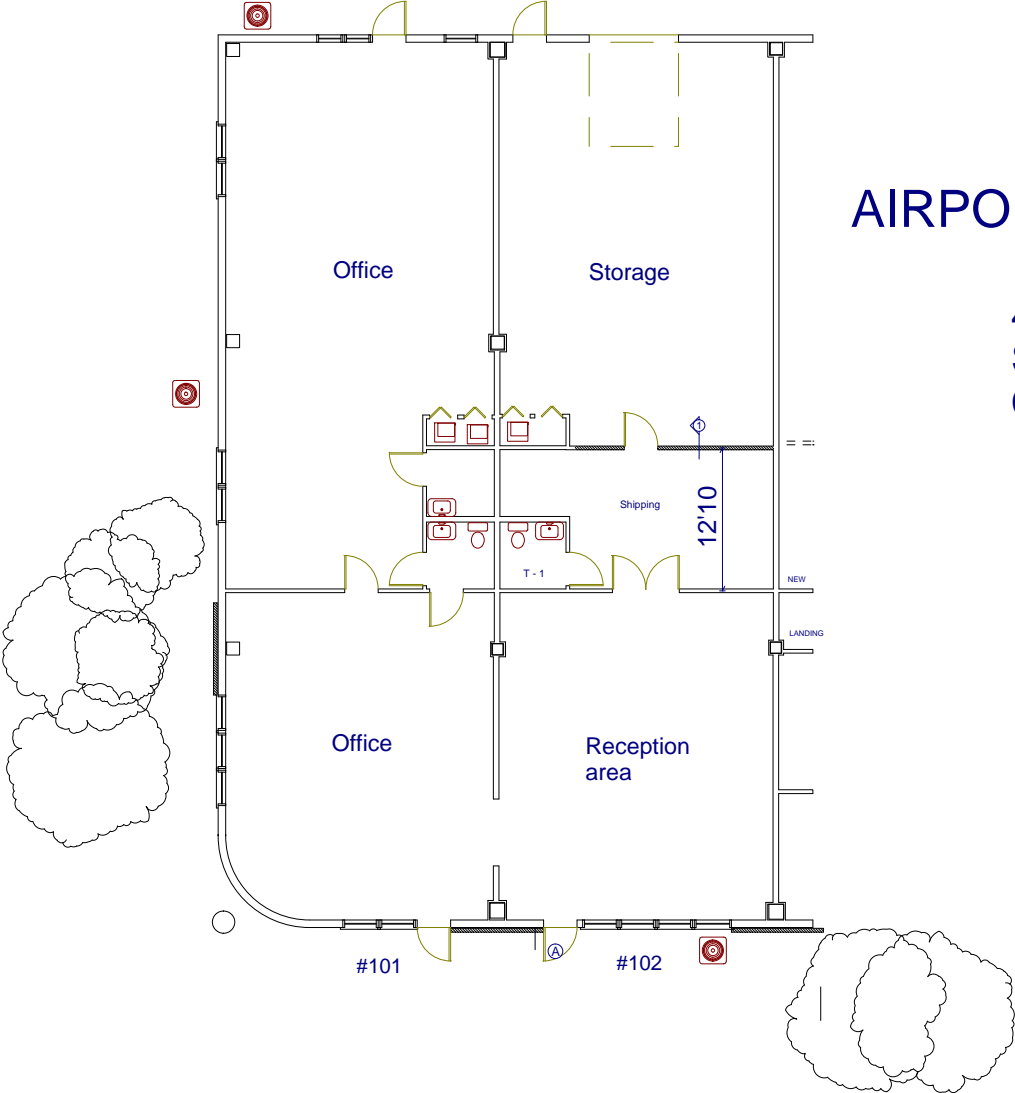 AIRPO
Office
Storage
1
Shipping
12'10
T - 1
NEW
LANDING
Office
Reception
area
A
#101
#102